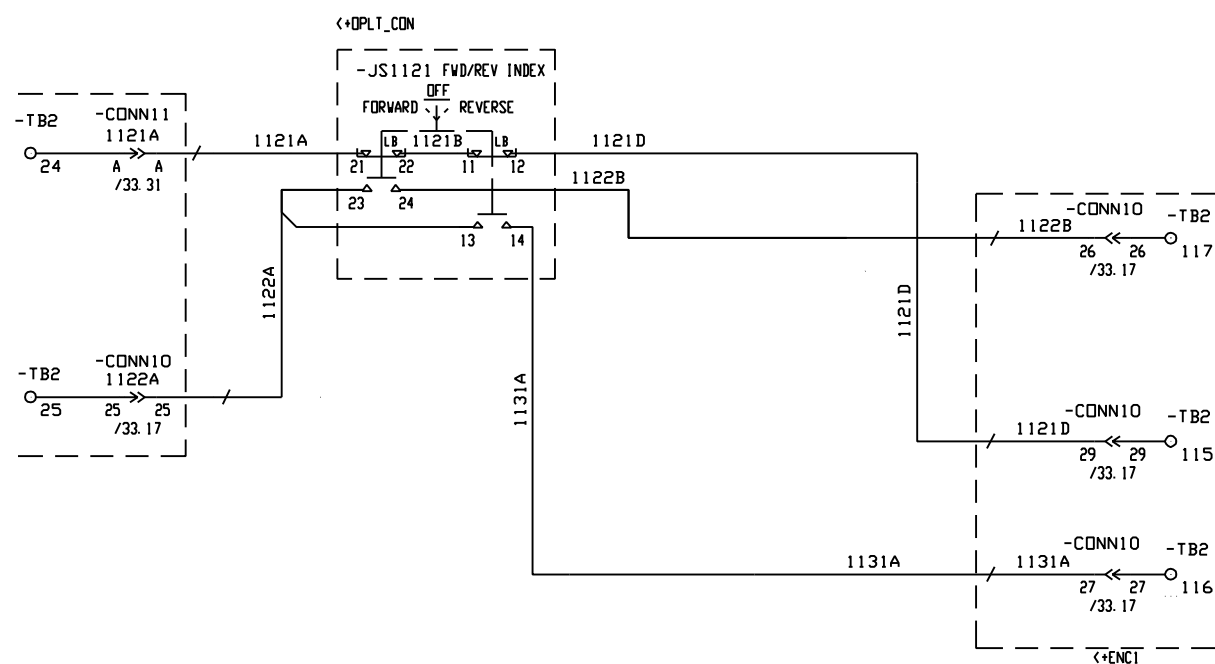 <+OPLT_CON
-JS1121 FWD/REV INDEX
OFF
FORWARD REVERSE
-TB2
-CONN11
1121A
24
A A
/33.31
1121A
LB 1121B LB
21 22 11 12
1121D
23 24
1122B
13 14
1122A
-TB2
-CONN10
1122A
25
25 25
/33.17
1131A
1121D
-CONN10
-TB2
1122B
26 26
117
/33.17
-CONN10
-TB2
1121D
29 29
115
/33.17
1131A
-CONN10
-TB2
1131A
27 27
116
/33.17
<+ENC1